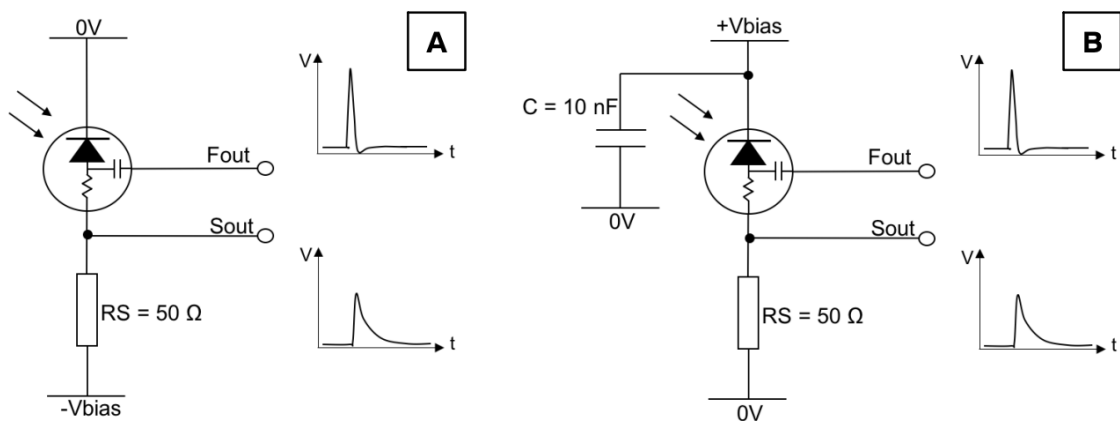 0V
A
V
t
Fout
Sout
V
t
RS = 50 Ω
-Vbias
+Vbias
B
V
t
C = 10 nF
Fout
0V
Sout
V
t
RS = 50 Ω
0V